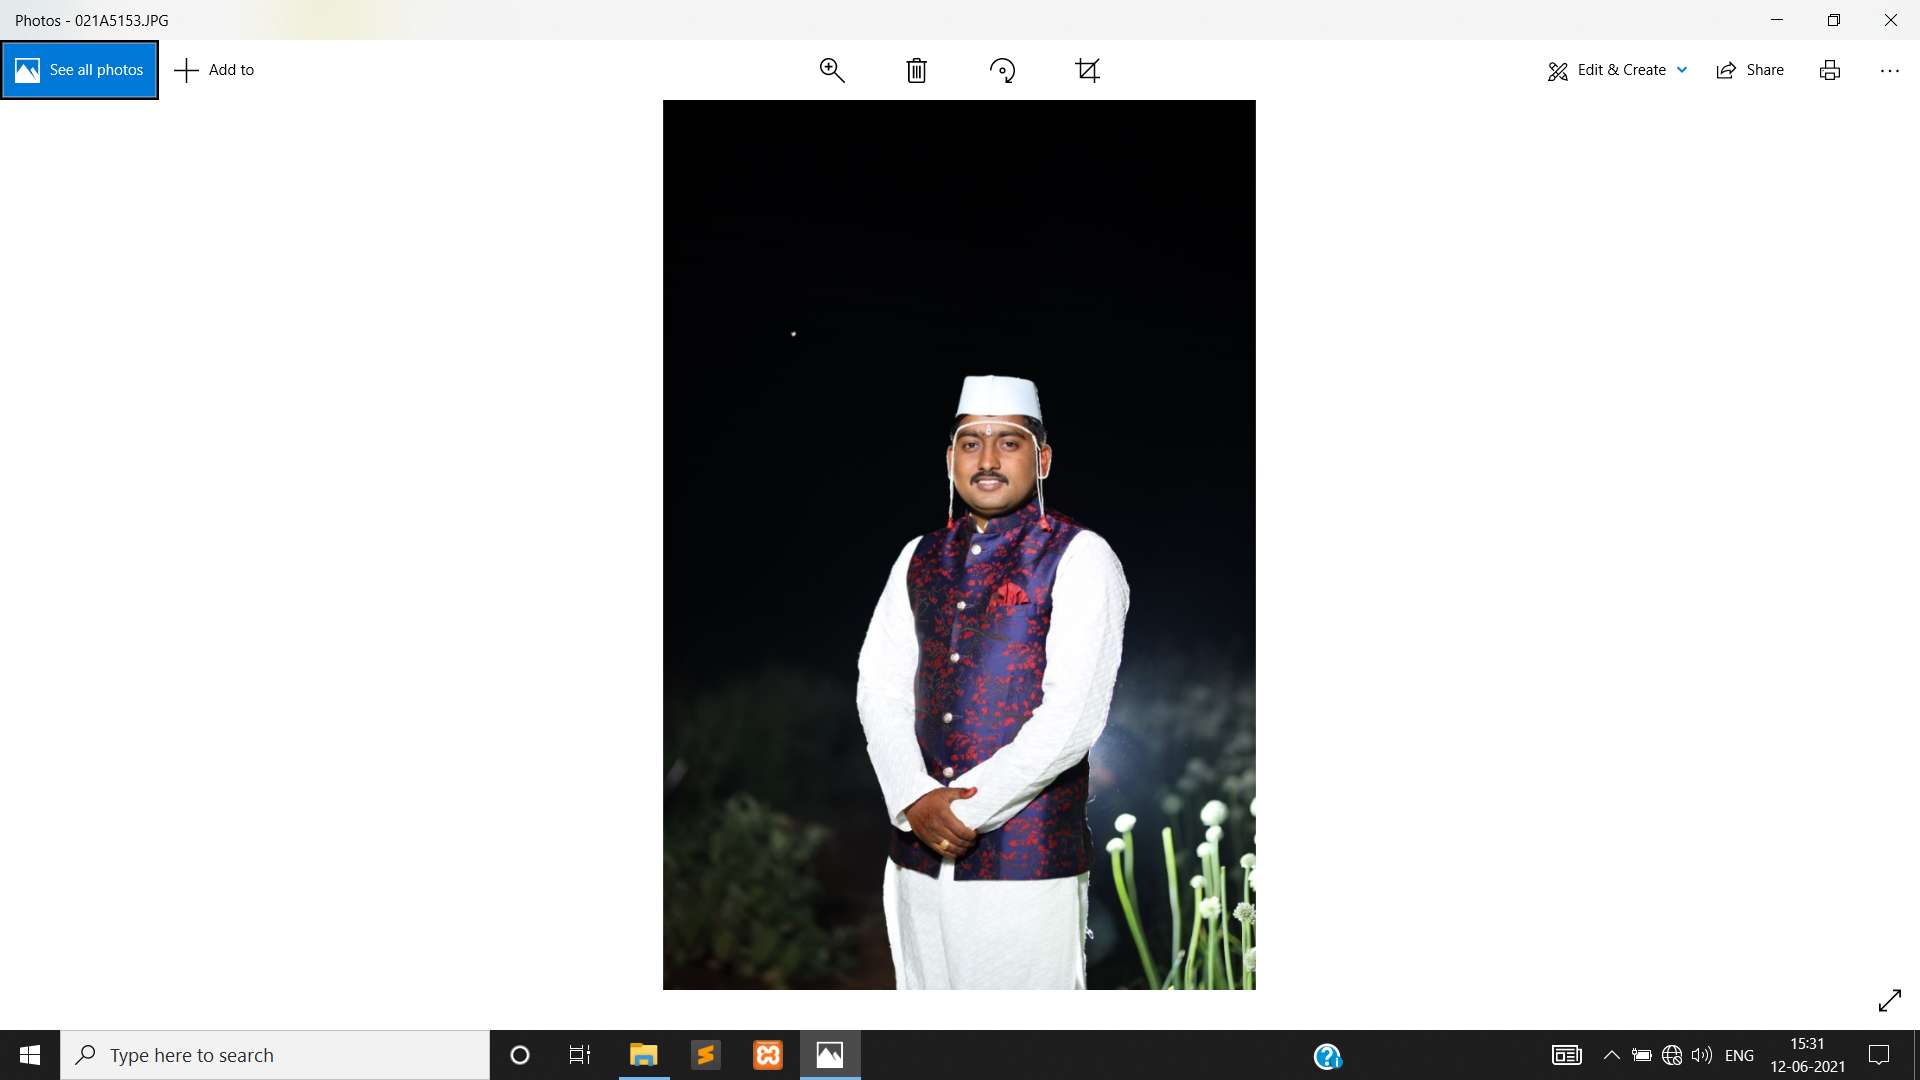 Photos - 021A5153.JPG
See all photos
Add to
Edit & Create
Share
Type here to search
ENG
15:31
12-06-2021